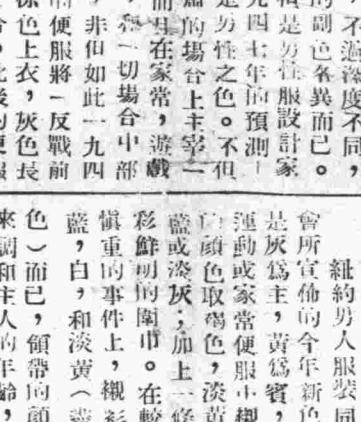 不過濃度不同，
的副色各異而已。
是男性服設計家
九四七年的預測—
是男性之色。不但
的場合上主宰一
而且在家常，遊戲
一切場合中都
非但如此一九四
的便服將一反戰前
色上衣，灰色長
紐約男人服裝同
會所宣佈的今年新色
是灰爲主，黃爲賓，
運動或家常便服中襯
顏色取褐色，淡黃
藍或淡灰；加上一條
彩鮮明的圍巾。在較
愼重的事件上，襯衫
藍，白，和淡黃（
色）而已，領帶的顏
來調和主人的年齡，